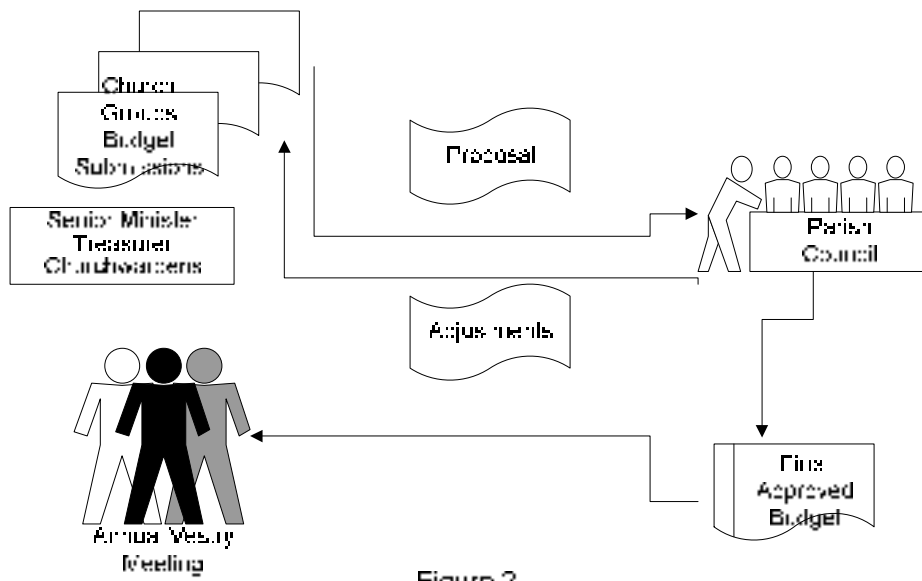 Church
Groups
Budget
Submissions
Senior Minister
Treasurer
Churchwardens
Proposal
Parish
Council
Adjustments
Final
Approved
Budget
Annual Vestry
Meeting
Figure 2